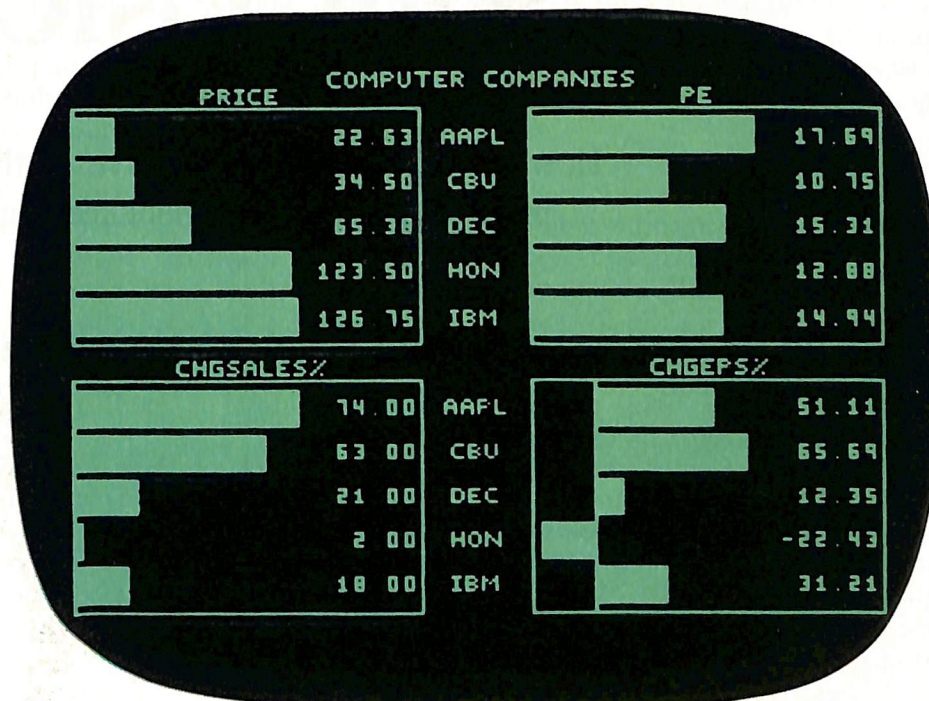 COMPUTER COMPANIES
PRICE PE
22.63 AAPL 17.69
34.50 CBU 10.75
65.38 DEC 15.31
123.50 HON 12.88
126.75 IBM 14.94
CHGSALES% CHGEPS%
74.00 AAPL 51.11
63.00 CBU 65.69
21.00 DEC 12.35
2.00 HON -22.43
18.00 IBM 31.21